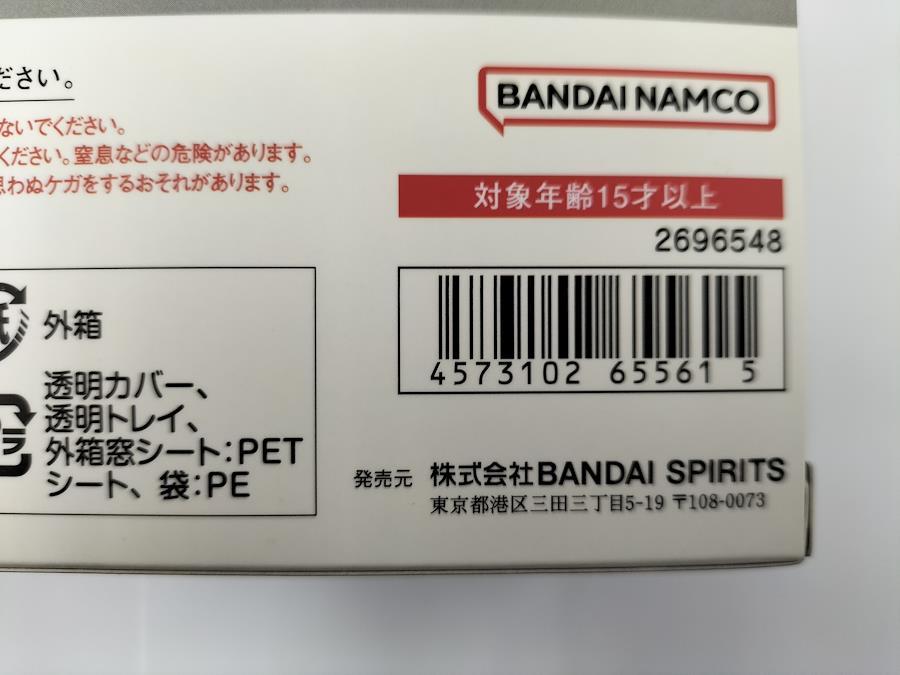 ださい。
ないでください。
ください。窒息などの危険があります。
思わぬケガをするおそれがあります。
BANDAI NAMCO
対象年齢15才以上
2696548
4573102 65561 5
外箱
透明カバー、
透明トレイ、
外箱窓シート:PET
シート、袋:PE
発売元 株式会社BANDAI SPIRITS
東京都港区三田三丁目5-19 〒108-0073